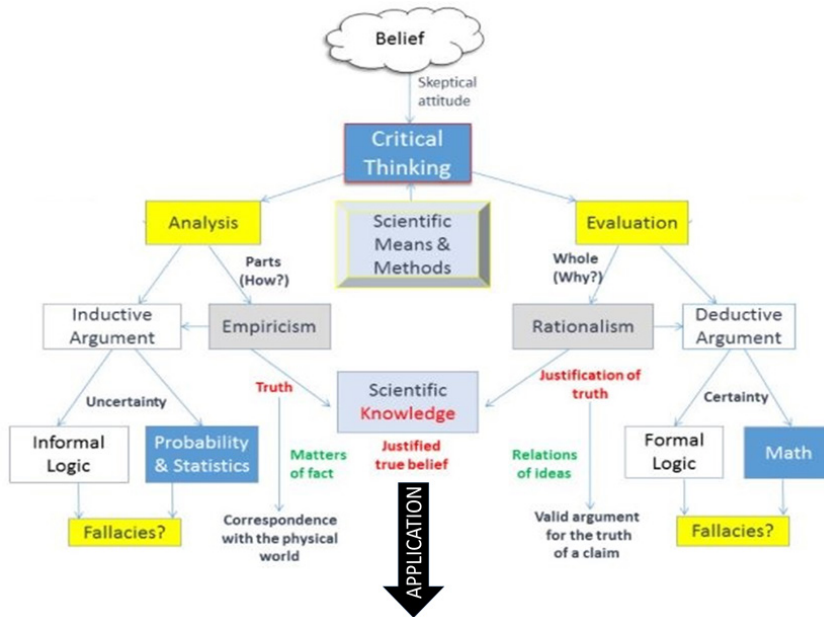 Belief
Skeptical
attitude
Critical
Thinking
Analysis
Scientific
Means &
Methods
Evaluation
Parts
(How?)
Whole
(Why?)
Inductive
Argument
Empiricism
Rationalism
Deductive
Argument
Truth
Scientific
Knowledge
Justification of
truth
Uncertainty
Certainty
Informal
Logic
Probability
& Statistics
Matters
of fact
Justified
true belief
Relations
of ideas
Formal
Logic
Math
Fallacies?
Correspondence
with the physical
world
APPLICATION
Valid argument
for the truth
of a claim
Fallacies?